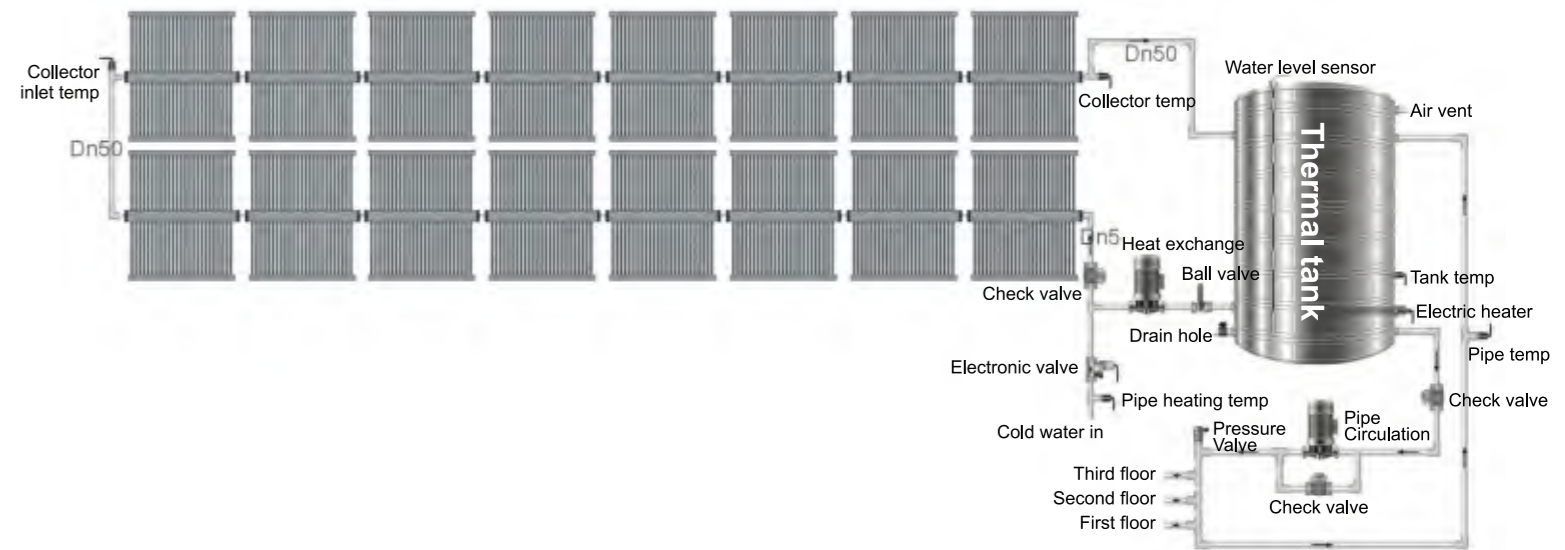 Dn50
Water level sensor
Collector
inlet temp
Collector temp
Air vent
Thermal tank
Dn50
Dn5
Heat exchange
Ball valve
Tank temp
Check valve
Electric heater
Drain hole
Pipe temp
Electronic valve
Pipe heating temp
Check valve
Cold water in
Pressure
Valve
Pipe
Circulation
Third floor
Second floor
Check valve
First floor